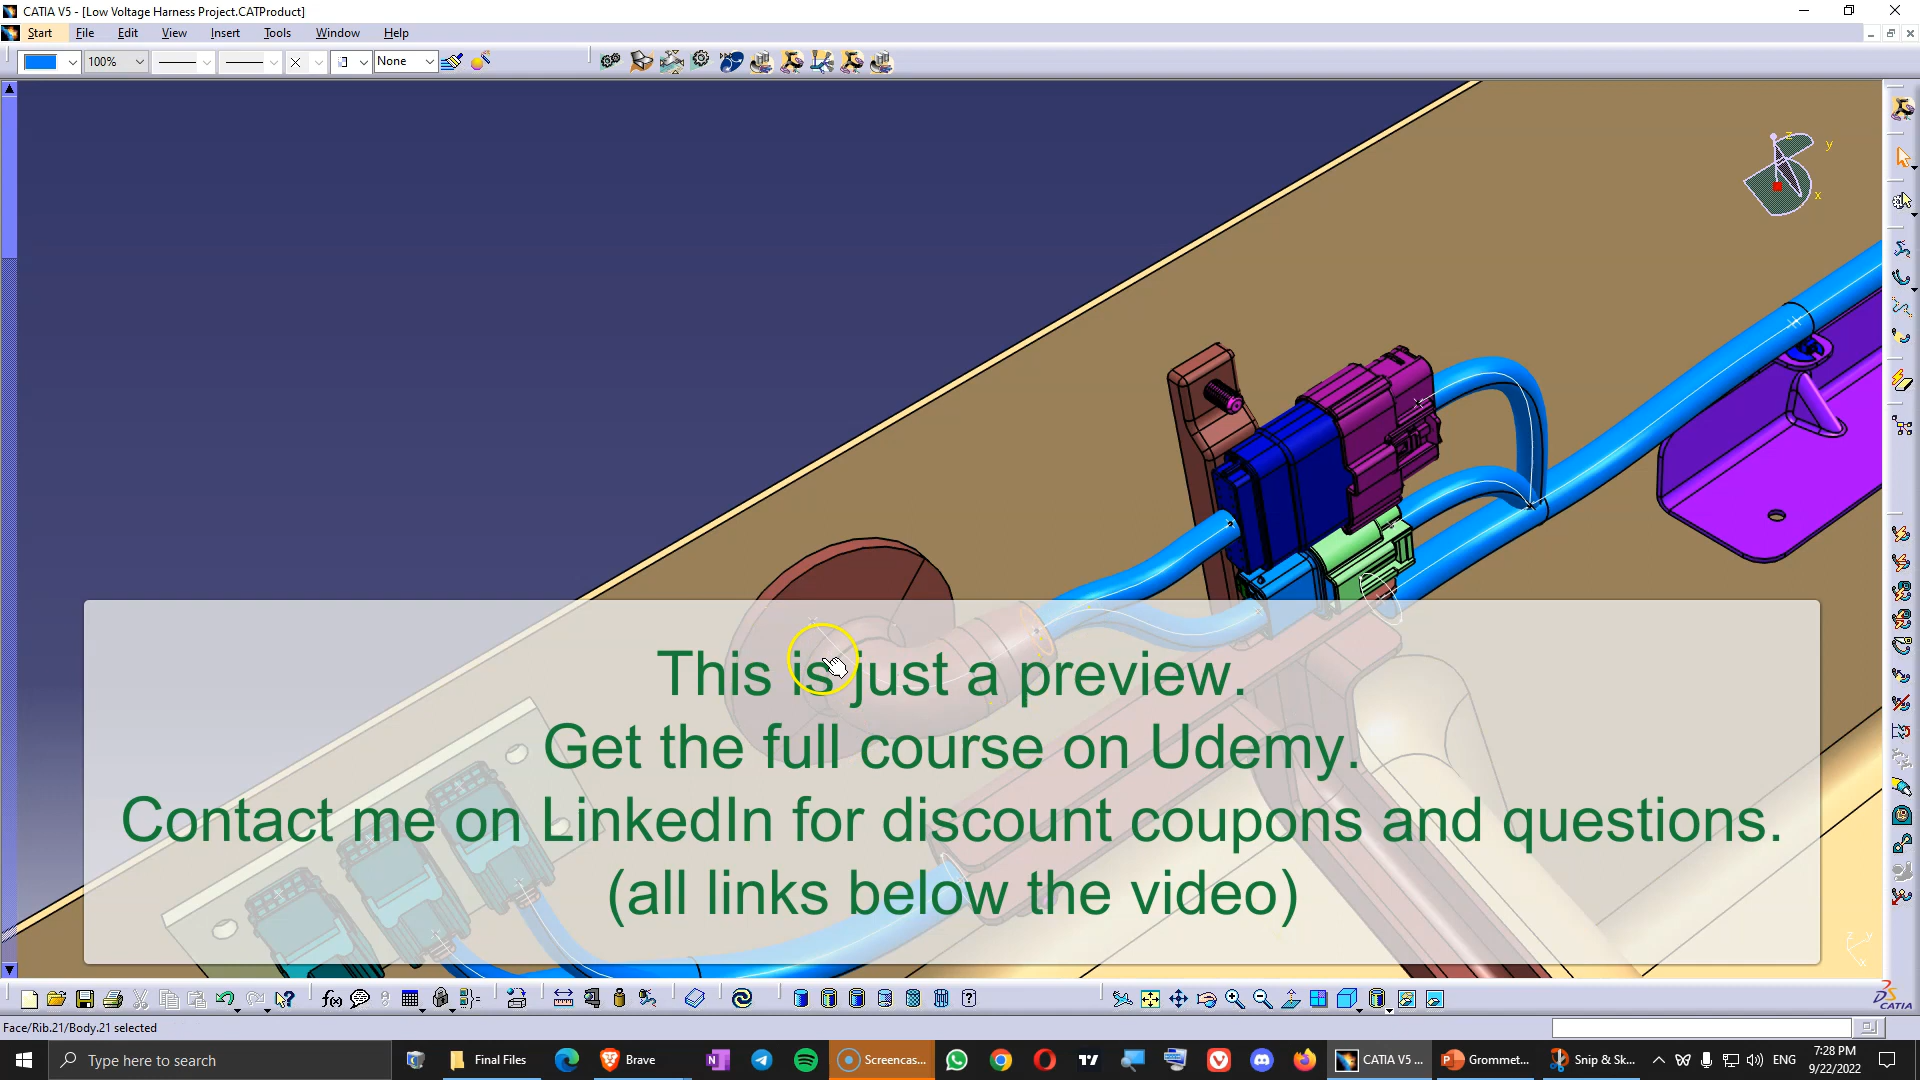 CATIA V5 - [Low Voltage Harness Project.CATProduct]
Start File Edit View Insert Tools Window Help
100% None
z
y
x
This is just a preview.
Get the full course on Udemy.
Contact me on LinkedIn for discount coupons and questions.
(all links below the video)
z y
x
f(x)
CATIA
Face/Rib.21/Body.21 selected
Type here to search
Final Files
Brave
Screencas...
CATIA V5 ...
Grommet...
Snip & Sk...
ENG
7:28 PM
9/22/2022